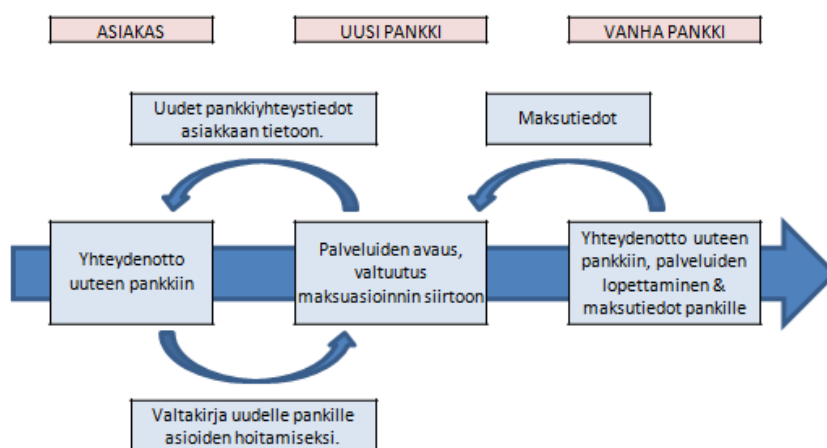 ASIAKAS
UUSI PANKKI
VANHA PANKKI
Uudet pankkiyhteystiedot
asiakkaan tietoon.
Maksutiedot
Yhteydenotto
uuteen pankkiin
Palveluiden avaus,
valtuutus
maksuasioinnin siirtoon
Yhteydenotto uuteen
pankkiin, palveluiden
lopettaminen &
maksutiedot pankille
Valtakirja uudelle pankille
asioiden hoitamiseksi.